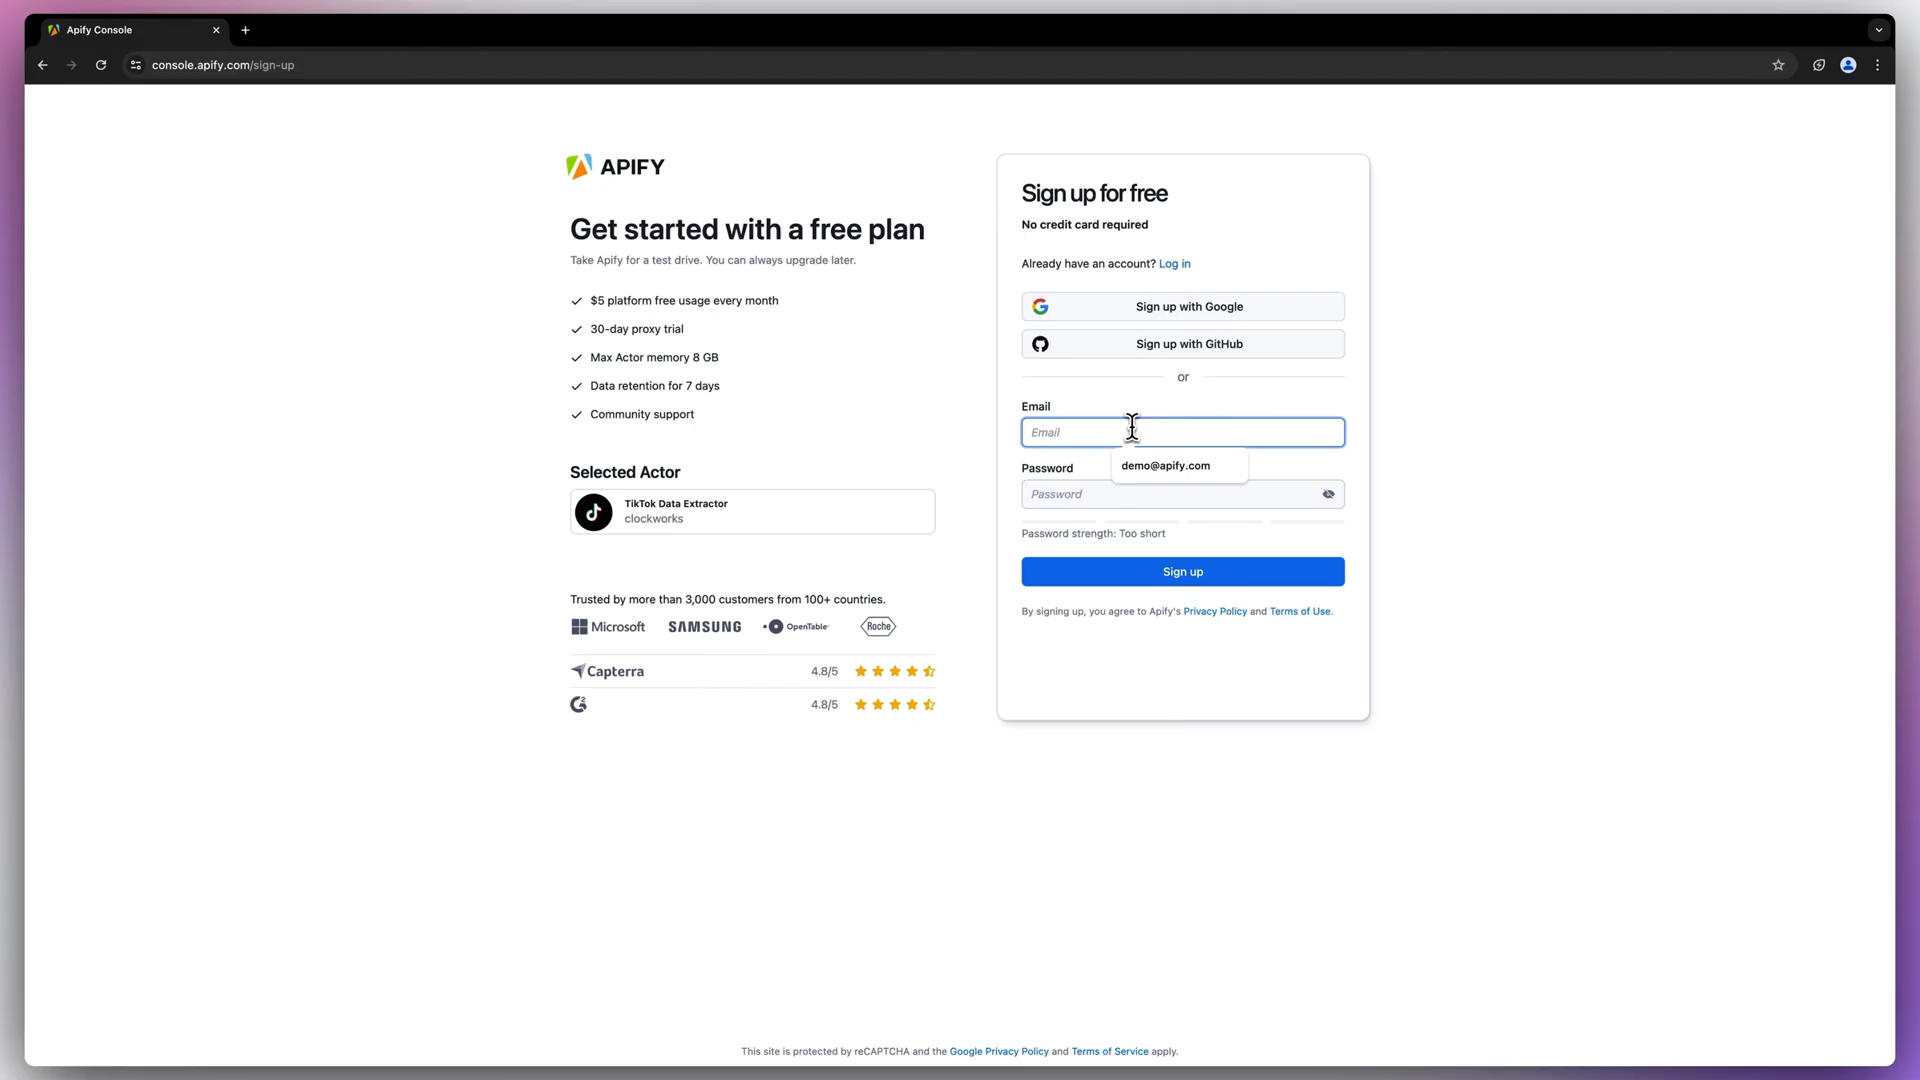 Apify Console
console.apify.com/sign-up
APIFY
Get started with a free plan
Take Apify for a test drive. You can always upgrade later.
$5 platform free usage every month
30-day proxy trial
Max Actor memory 8 GB
Data retention for 7 days
Community support
Selected Actor
TikTok Data Extractor
clockworks
Trusted by more than 3,000 customers from 100+ countries.
Microsoft SAMSUNG OpenTable Roche
Capterra 4.8/5
G2 4.8/5
Sign up for free
No credit card required
Already have an account? Log in
Sign up with Google
Sign up with GitHub
or
Email
Email
demo@apify.com
Password
Password
Password strength: Too short
Sign up
By signing up, you agree to Apify's Privacy Policy and Terms of Use.
This site is protected by reCAPTCHA and the Google Privacy Policy and Terms of Service apply.